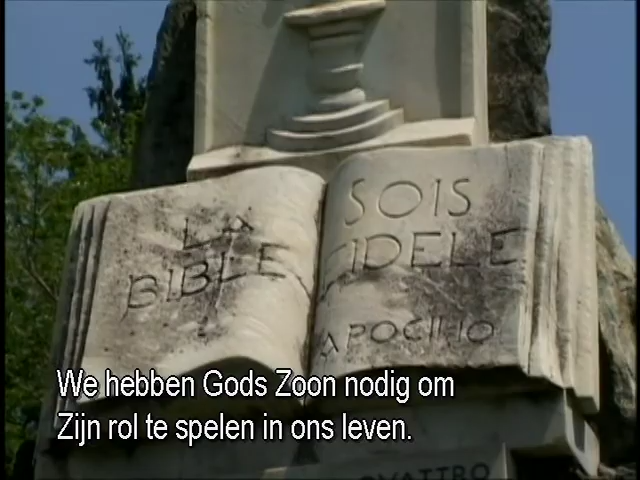 LA
BIBLE
SOIS
FIDELE
APOC II 10
We hebben Gods Zoon nodig om
Zijn rol te spelen in ons leven.
QUATTRO